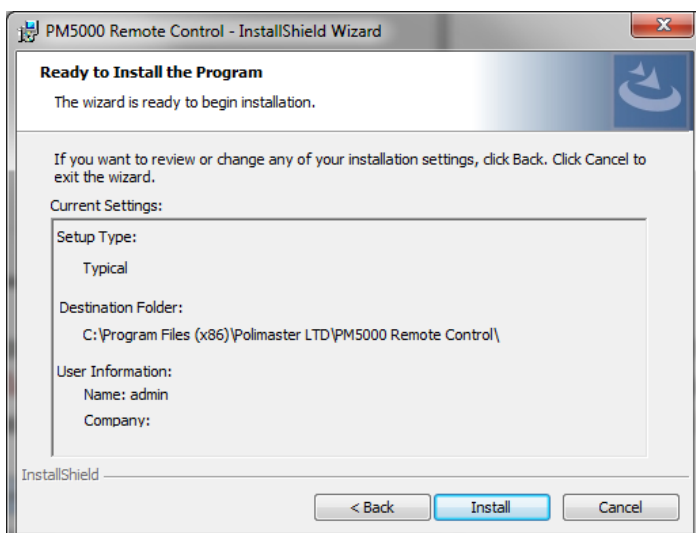 PM5000 Remote Control - InstallShield Wizard
Ready to Install the Program
The wizard is ready to begin installation.
If you want to review or change any of your installation settings, click Back. Click Cancel to
exit the wizard.
Current Settings:
Setup Type:
Typical
Destination Folder:
C:\Program Files (x86)\Polimaster LTD\PM5000 Remote Control\
User Information:
Name: admin
Company:
InstallShield
< Back
Install
Cancel